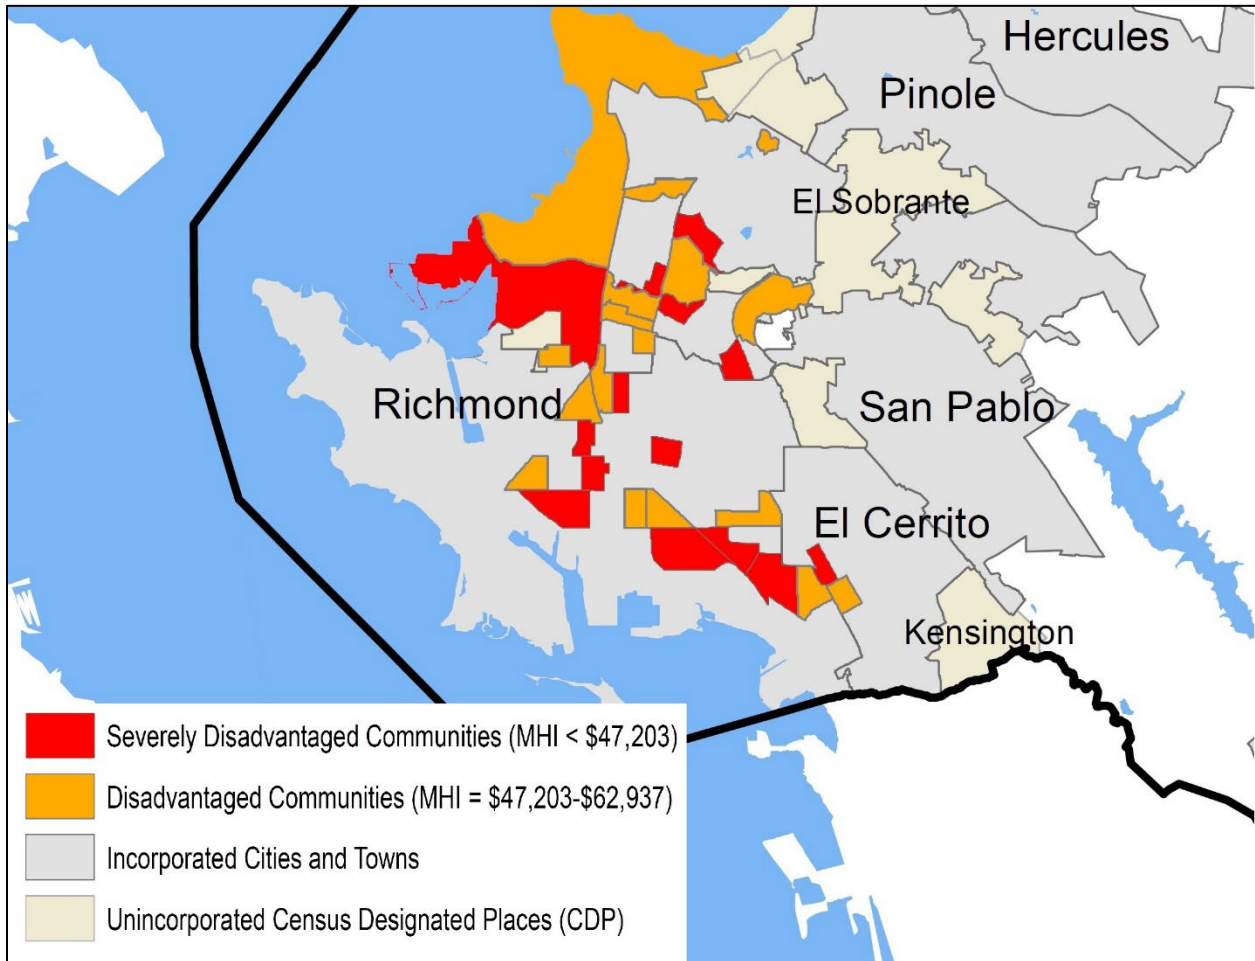 Hercules
Pinole
El Sobrante
Richmond
San Pablo
El Cerrito
Kensington
Severely Disadvantaged Communities (MHI < $47,203)
Disadvantaged Communities (MHI = $47,203-$62,937)
Incorporated Cities and Towns
Unincorporated Census Designated Places (CDP)